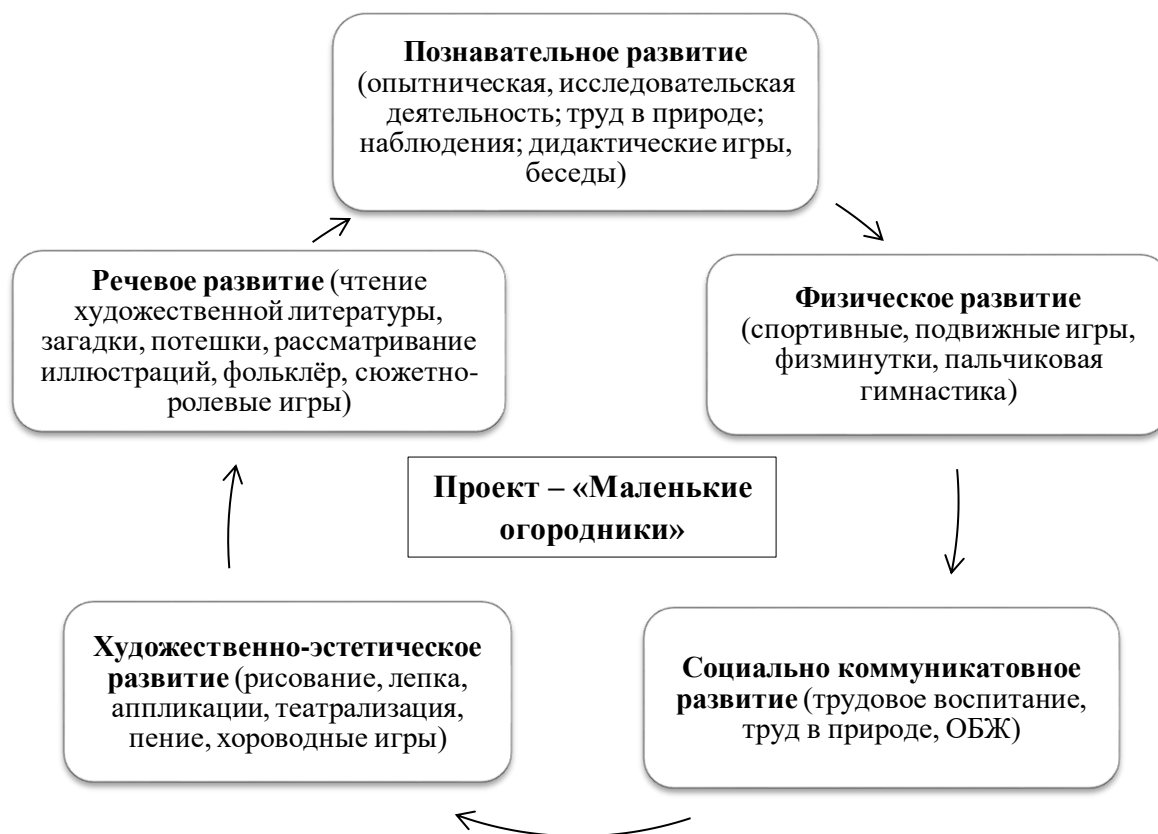 Познавательное развитие
(опытническая, исследовательская
деятельность; труд в природе;
наблюдения; дидактические игры,
беседы)
Физическое развитие
(спортивные, подвижные игры,
физминутки, пальчиковая
гимнастика)
Социально коммуникатовное
развитие (трудовое воспитание,
труд в природе, ОБЖ)
Художественно-эстетическое
развитие (рисование, лепка,
аппликации, театрализация,
пение, хороводные игры)
Речевое развитие (чтение
художественной литературы,
загадки, потешки, рассматривание
иллюстраций, фольклёр, сюжетно-
ролевые игры)
Проект – «Маленькие
огородники»